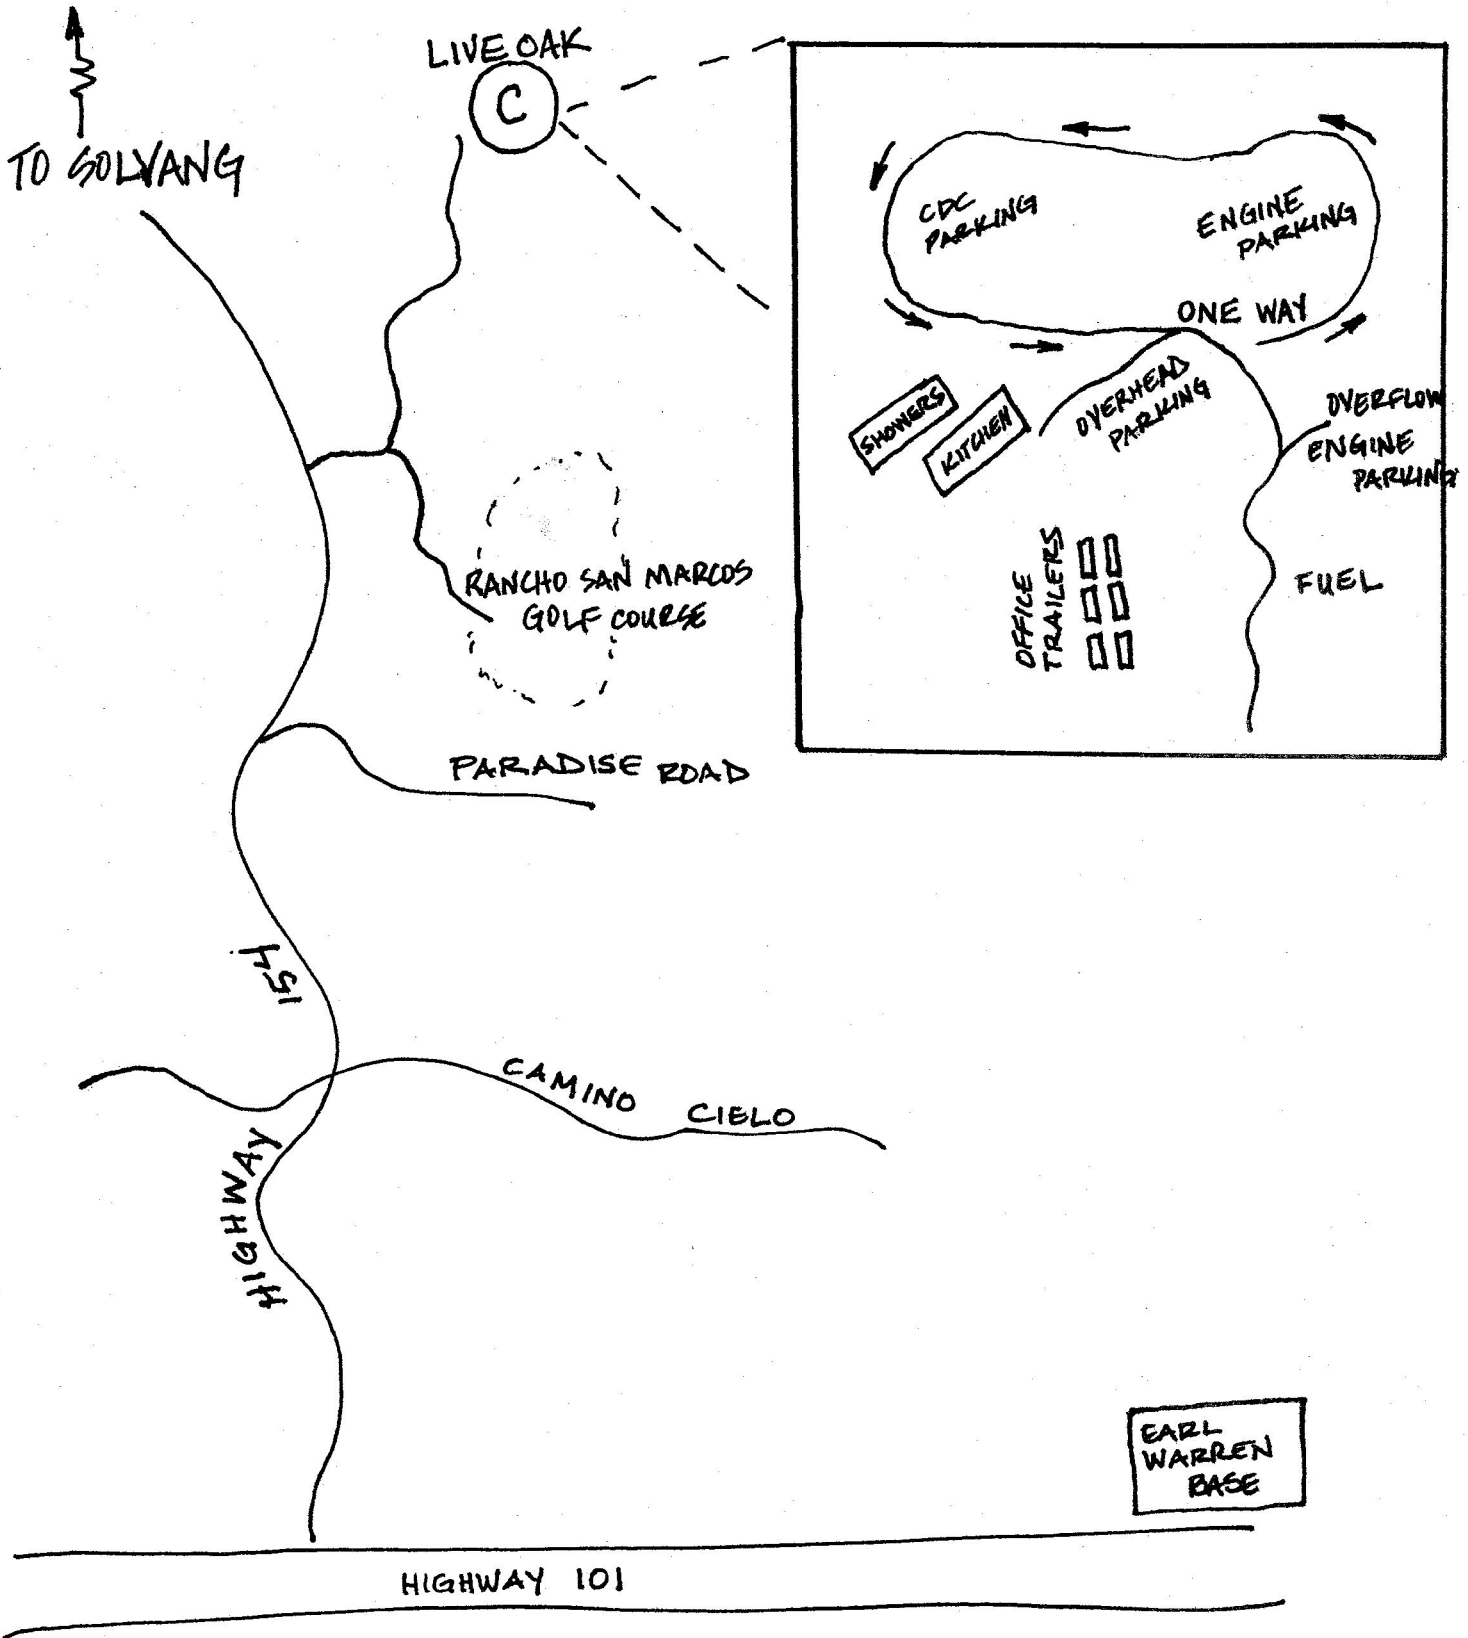 LIVE OAK
C
TO SOLVANG
CDC
PARKING
ENGINE
PARKING
ONE WAY
OVERHEAD
PARKING
SHOWERS
KITCHEN
OVERFLOW
ENGINE
PARKING
OFFICE
TRAILERS
FUEL
RANCHO SAN MARCOS
GOLF COURSE
PARADISE ROAD
154
CAMINO CIELO
HIGHWAY
EARL
WARREN
BASE
HIGHWAY 101